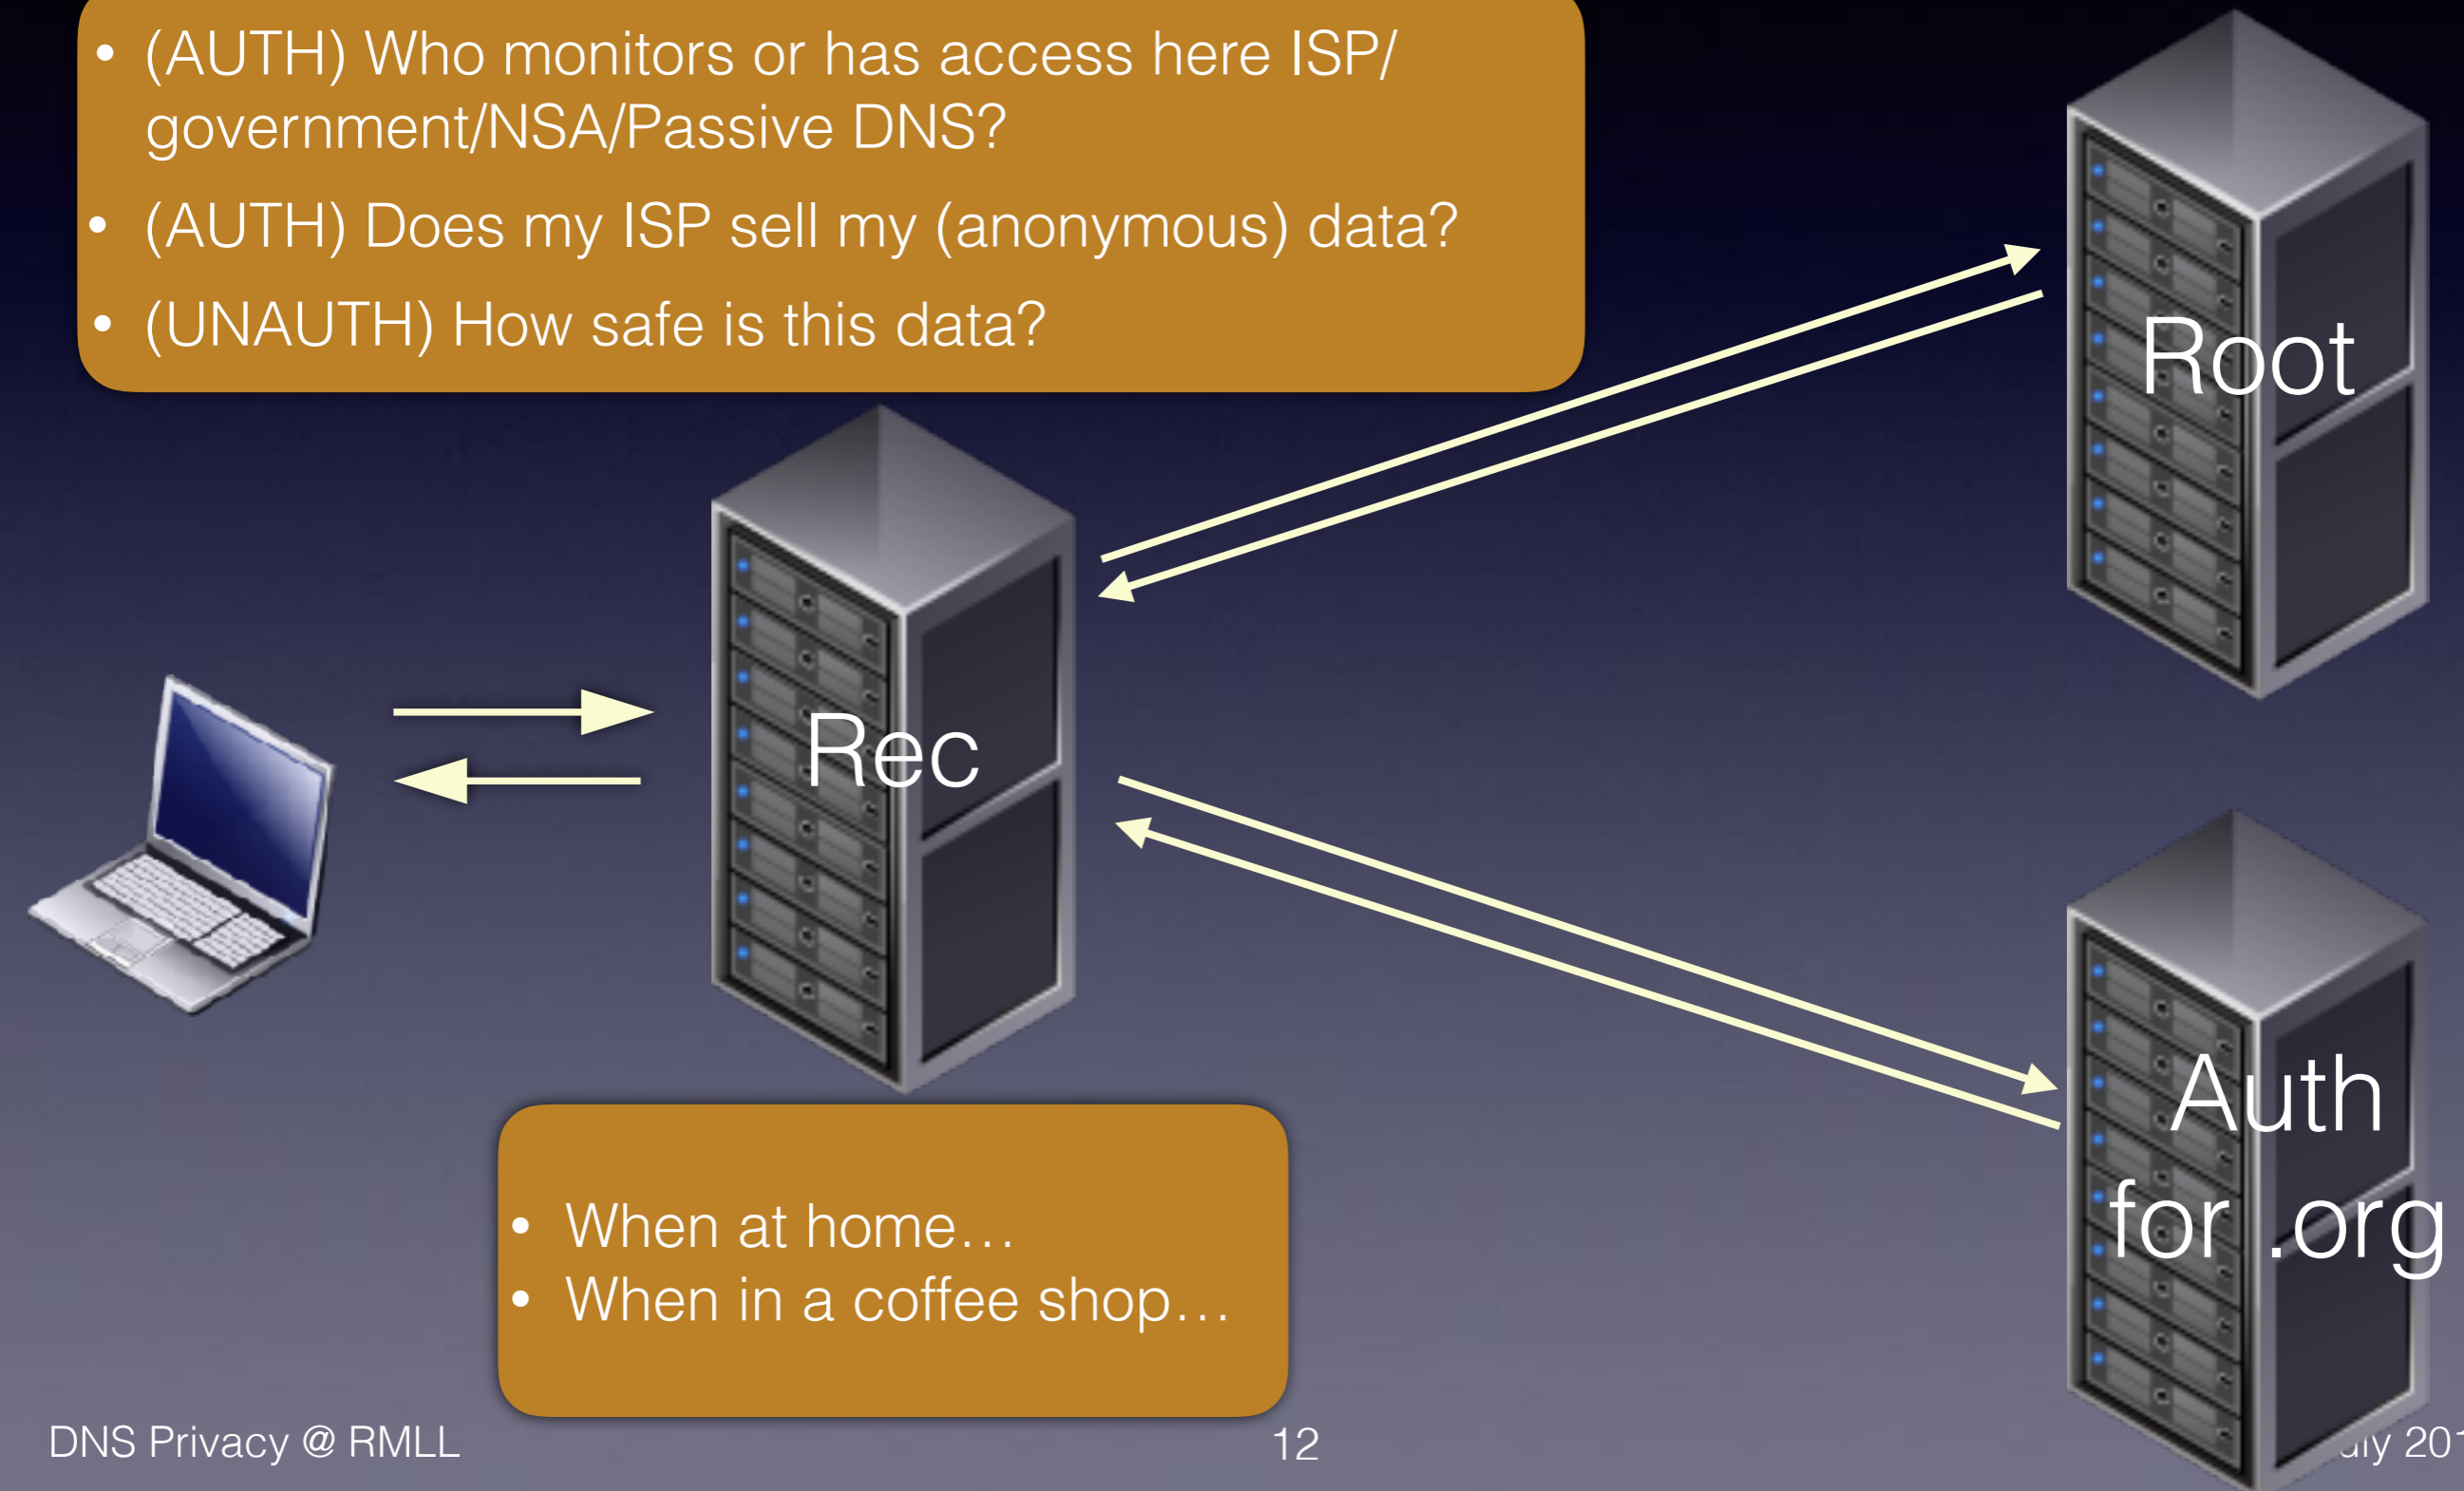 • (AUTH) Who monitors or has access here ISP/
government/NSA/Passive DNS?
• (AUTH) Does my ISP sell my (anonymous) data?
• (UNAUTH) How safe is this data?
Root
Rec
Auth
for .org
• When at home…
• When in a coffee shop…
DNS Privacy @ RMLL
12